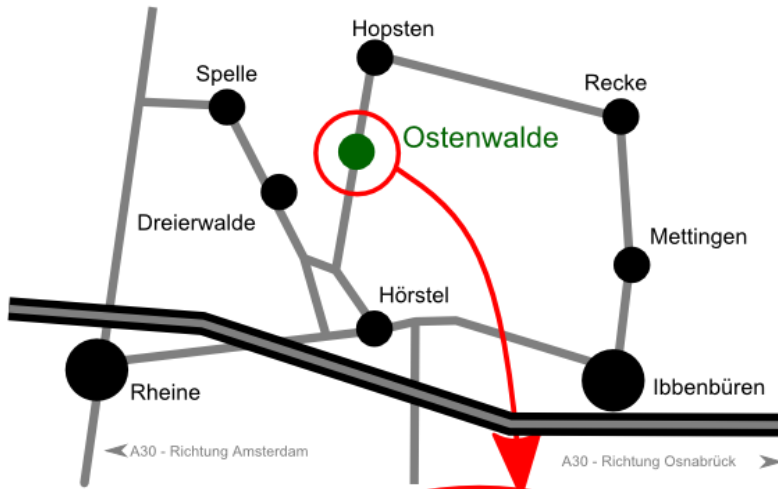 Hopsten
Spelle
Recke
Ostenwalde
Dreierwalde
Mettingen
Hörstel
Rheine
Ibbenbüren
A30 - Richtung Amsterdam
A30 - Richtung Osnabrück